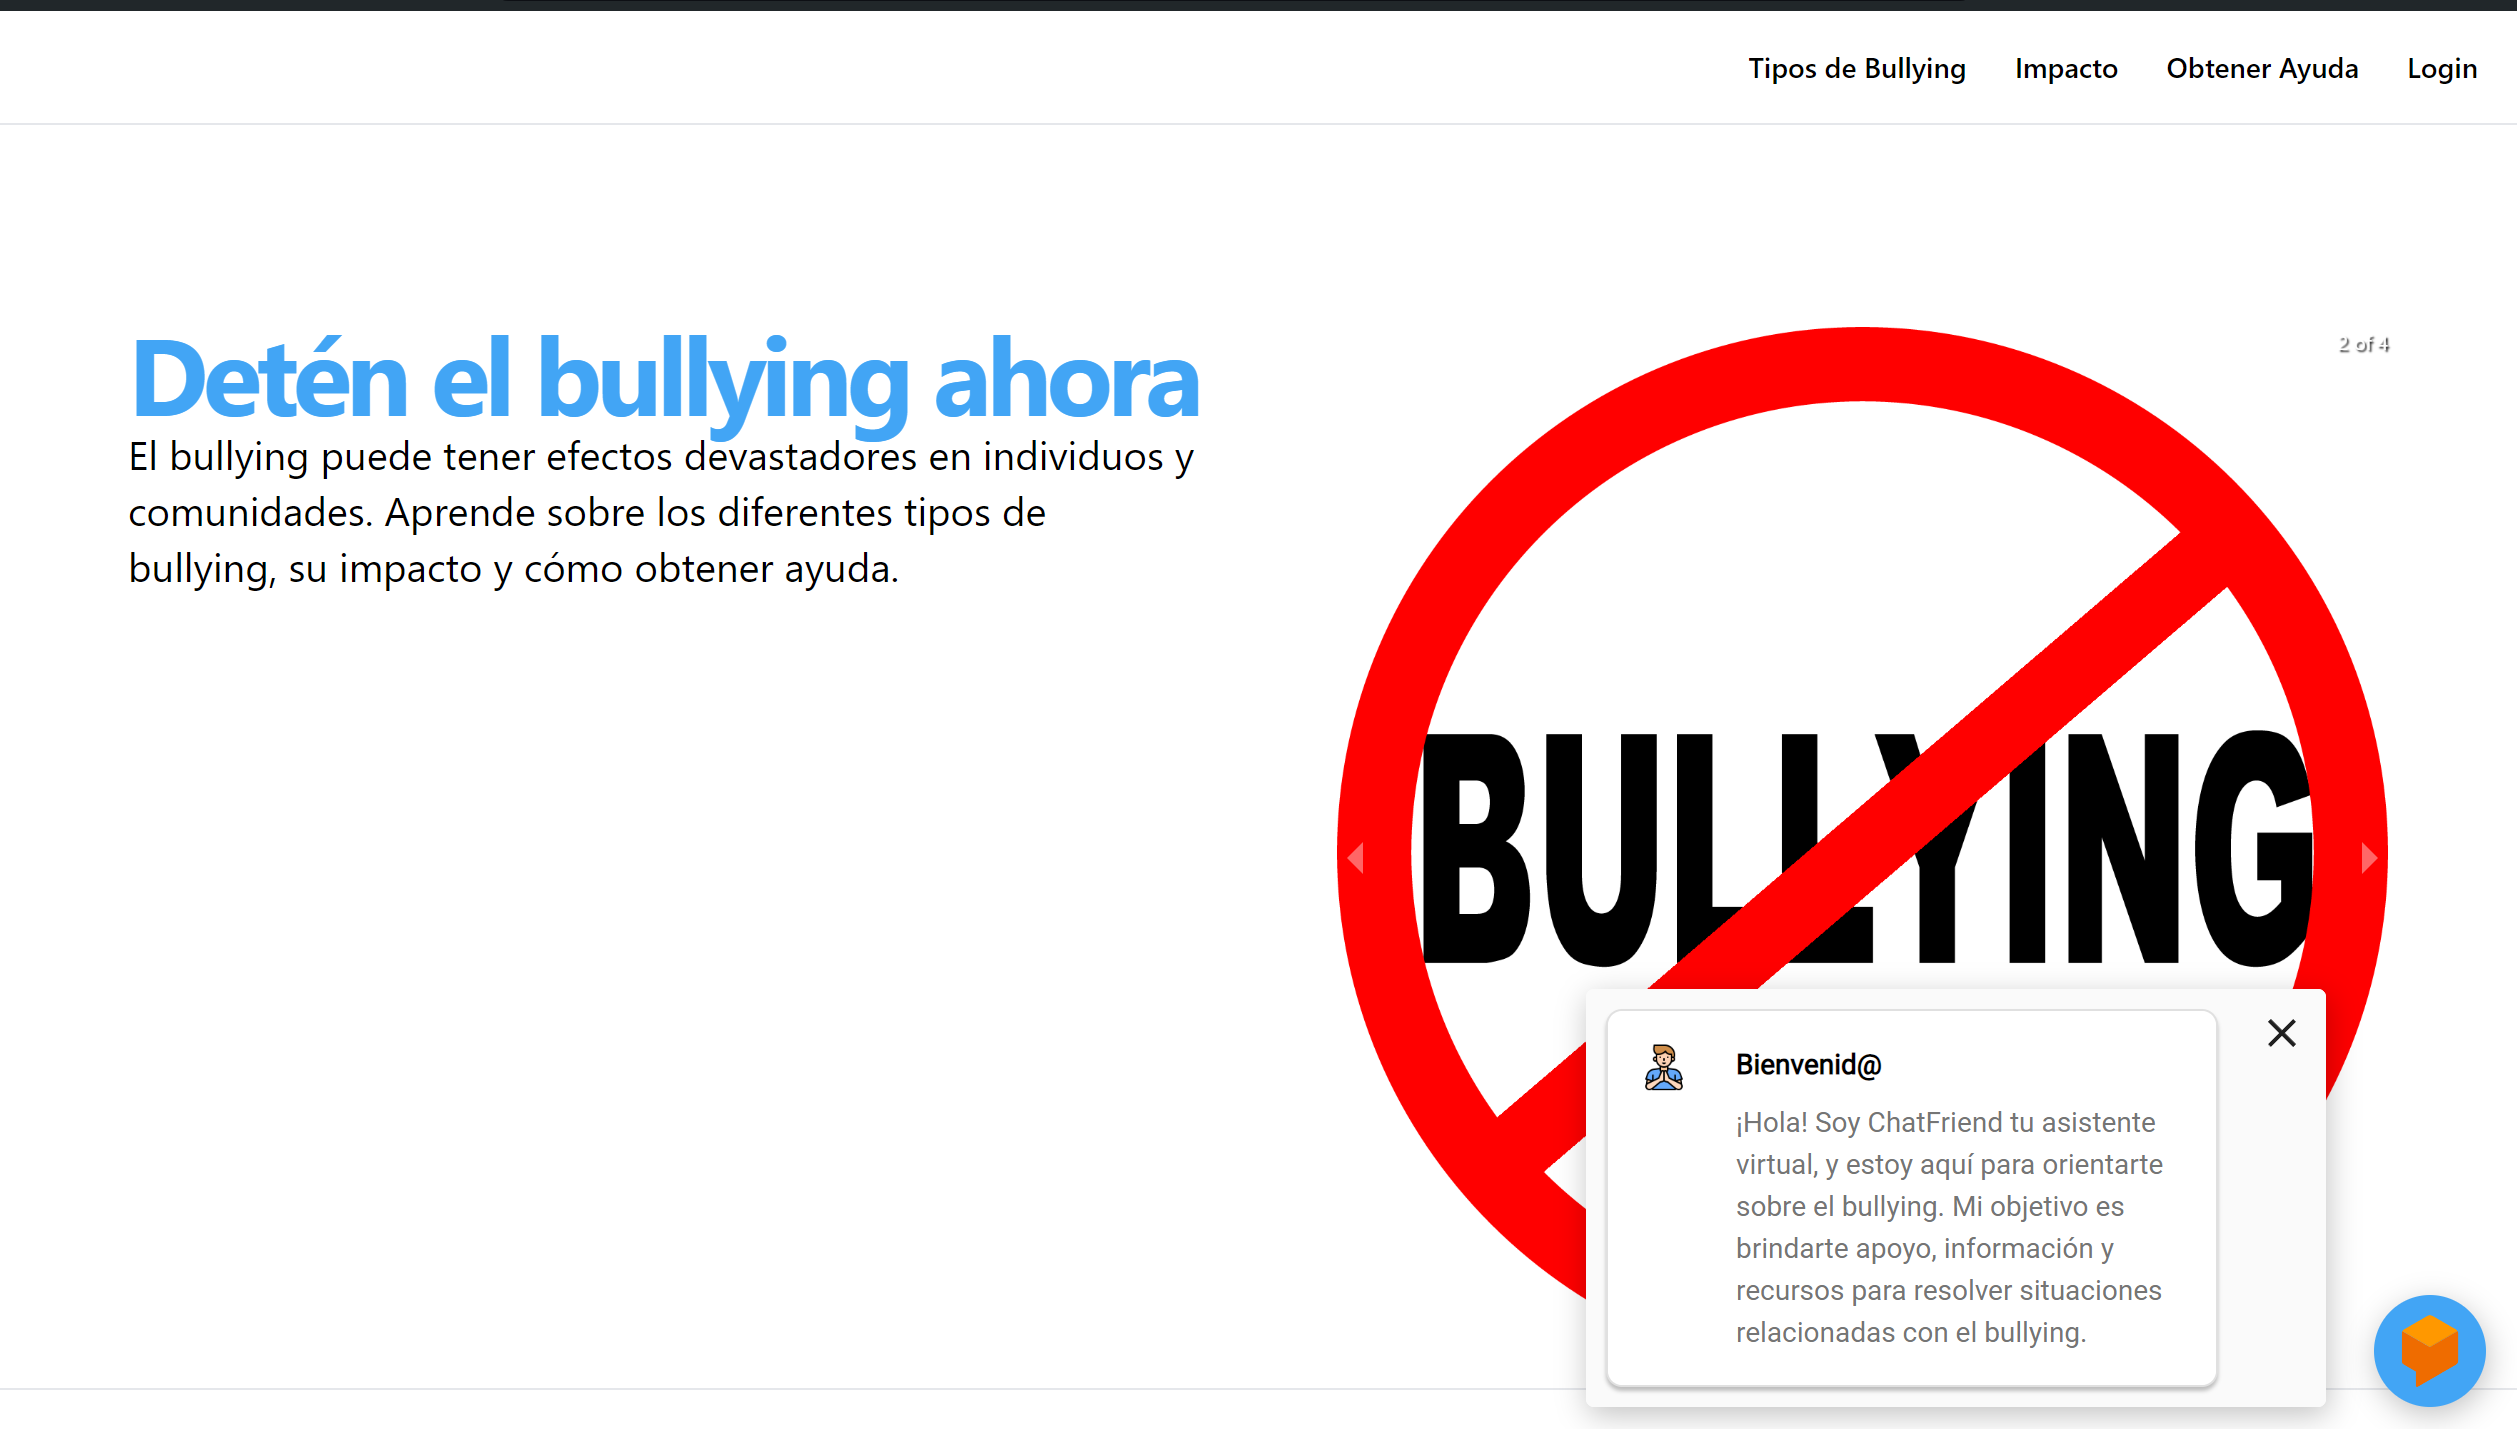 Tipos de Bullying Impacto Obtener Ayuda Login
Detén el bullying ahora
El bullying puede tener efectos devastadores en individuos y
comunidades. Aprende sobre los diferentes tipos de
bullying, su impacto y cómo obtener ayuda.
2 of 4
BULLYING
Bienvenid@
¡Hola! Soy ChatFriend tu asistente
virtual, y estoy aquí para orientarte
sobre el bullying. Mi objetivo es
brindarte apoyo, información y
recursos para resolver situaciones
relacionadas con el bullying.